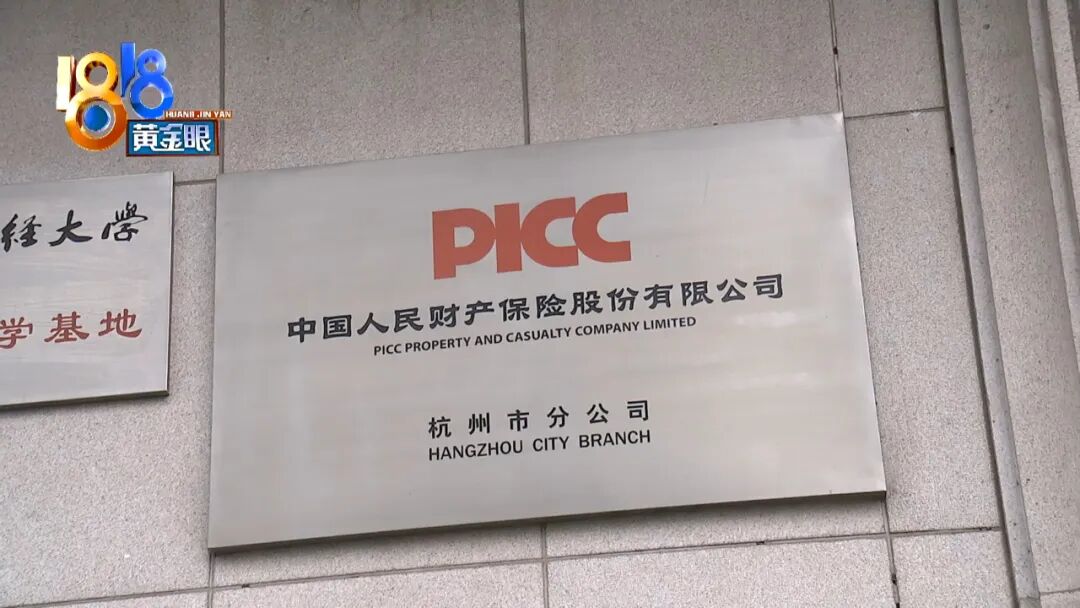 1818
HUANG JIN YAN
黄金眼
经大学
学基地
PICC
中国人民财产保险股份有限公司
PICC PROPERTY AND CASUALTY COMPANY LIMITED
杭州市分公司
HANGZHOU CITY BRANCH